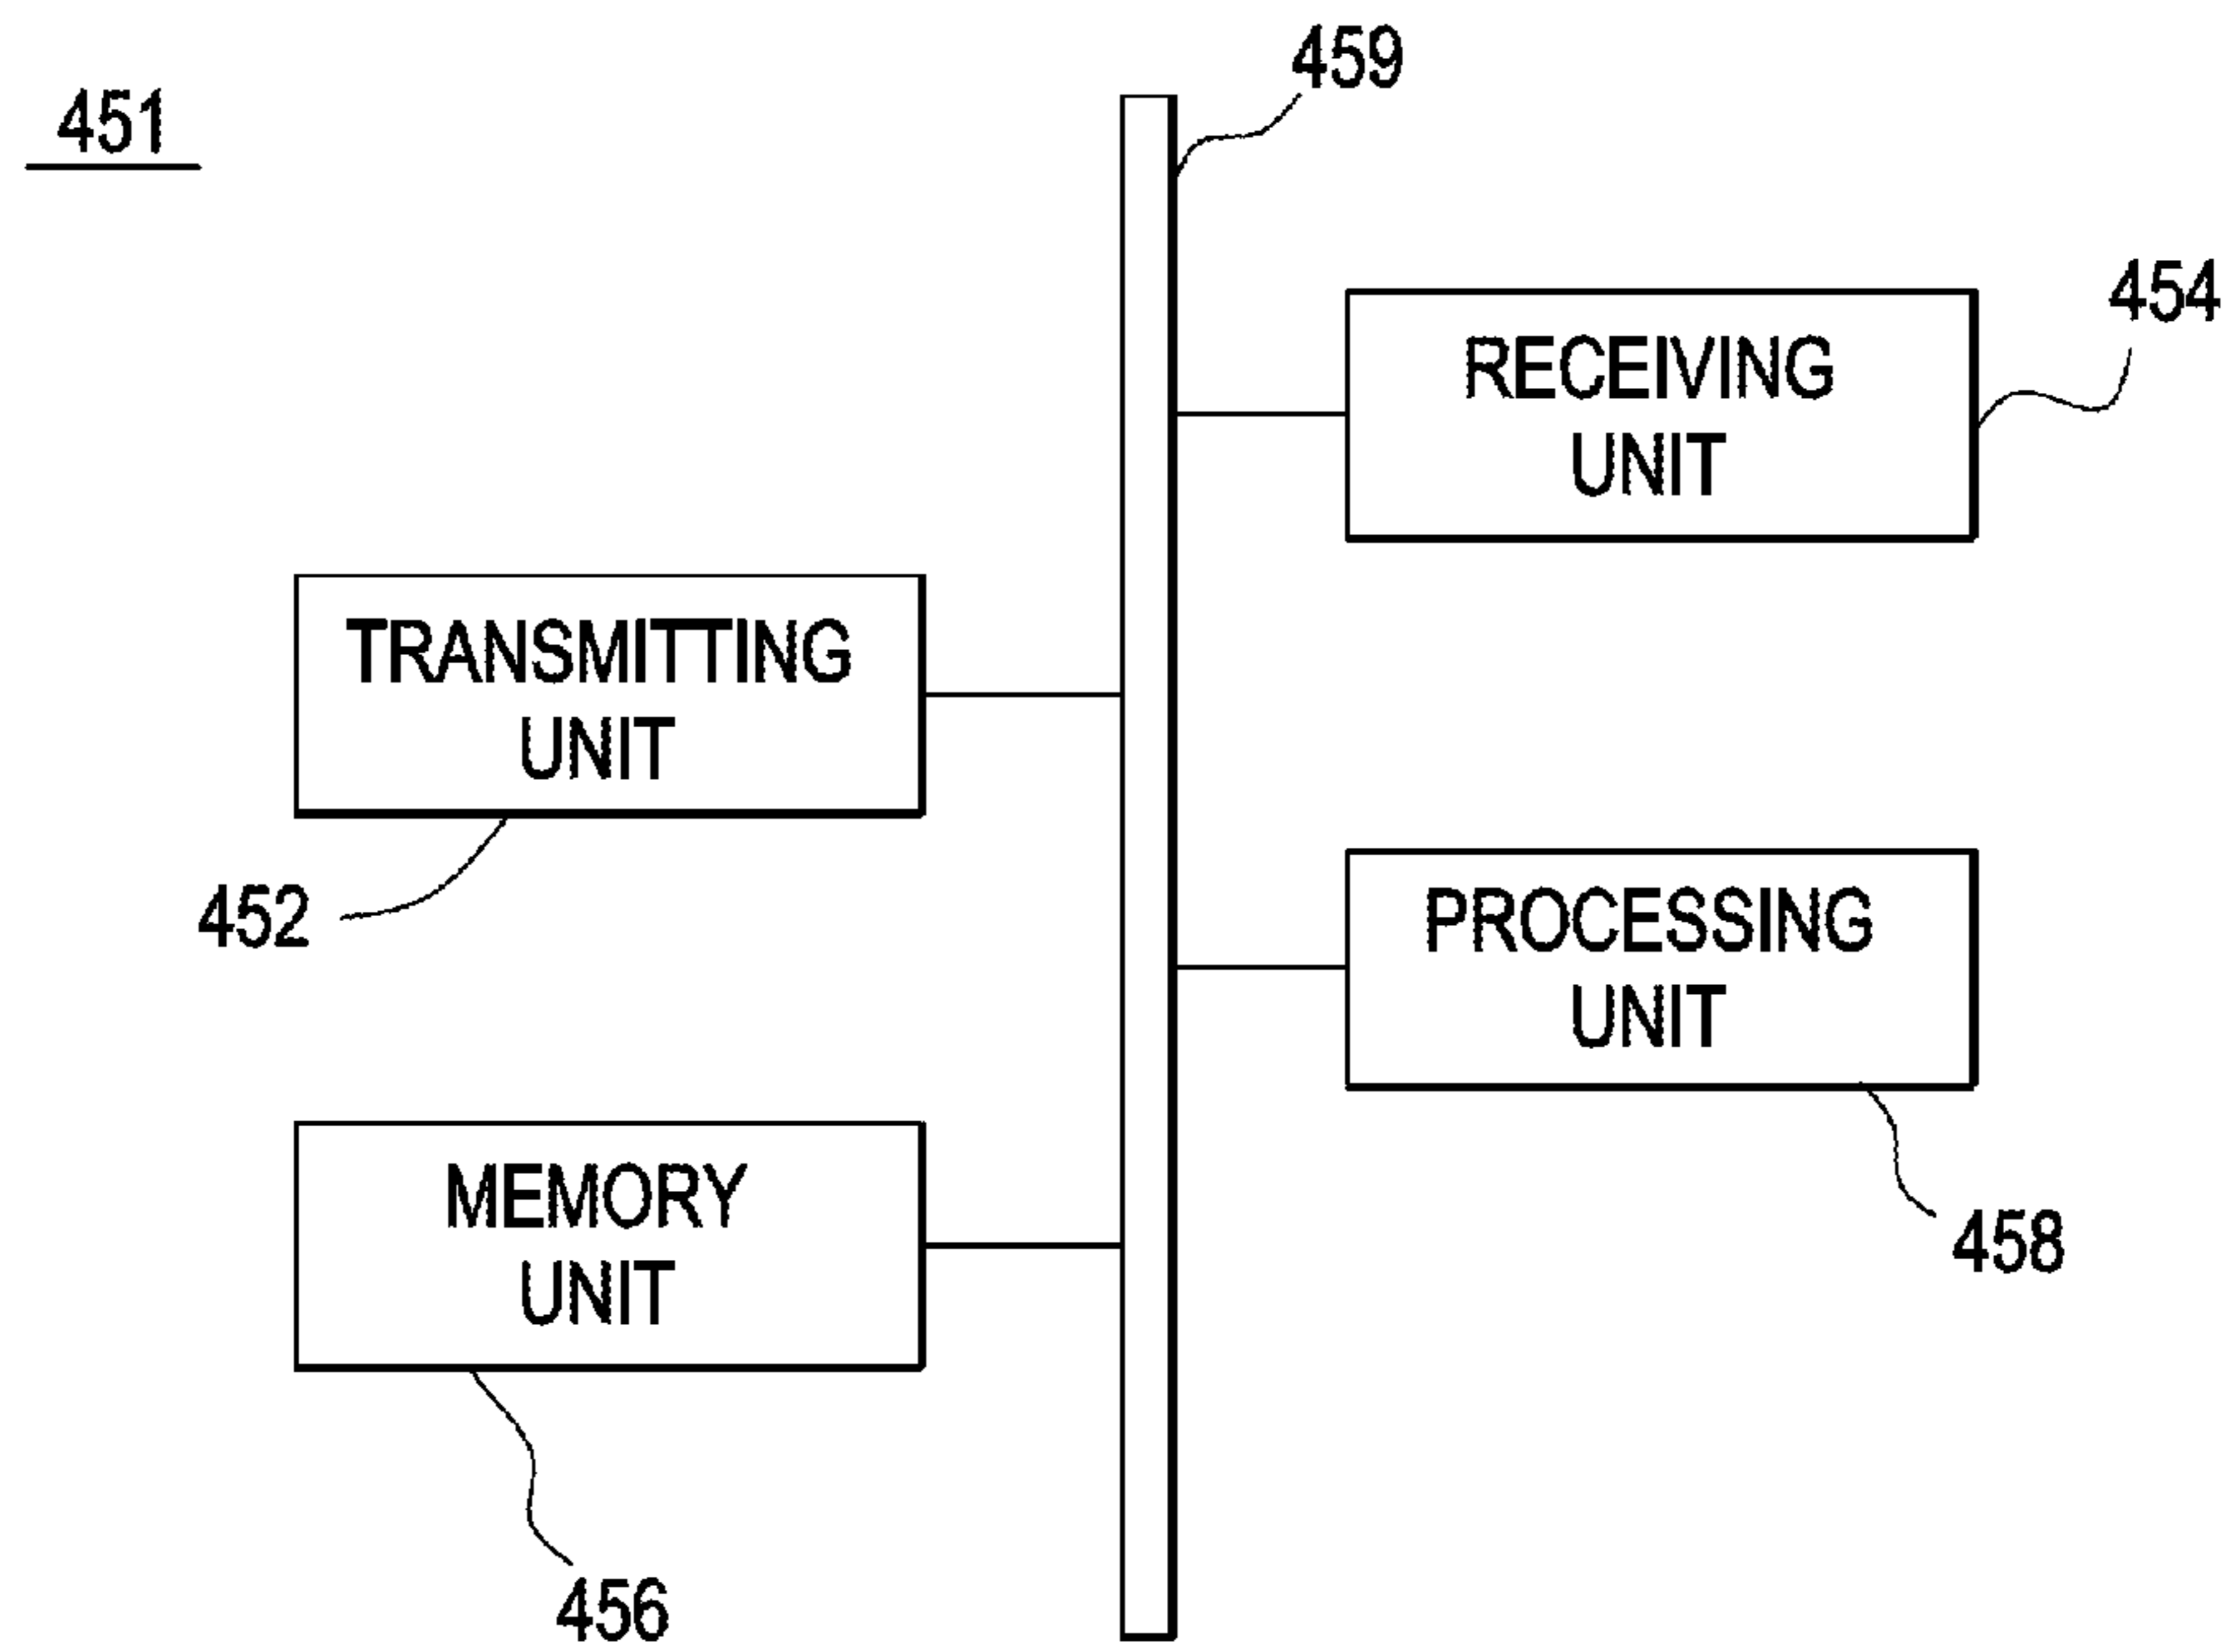 459
451
454
RECEIVING
UNIT
TRANSMITTING
UNIT
452
PROCESSING
UNIT
MEMORY
UNIT
458
456